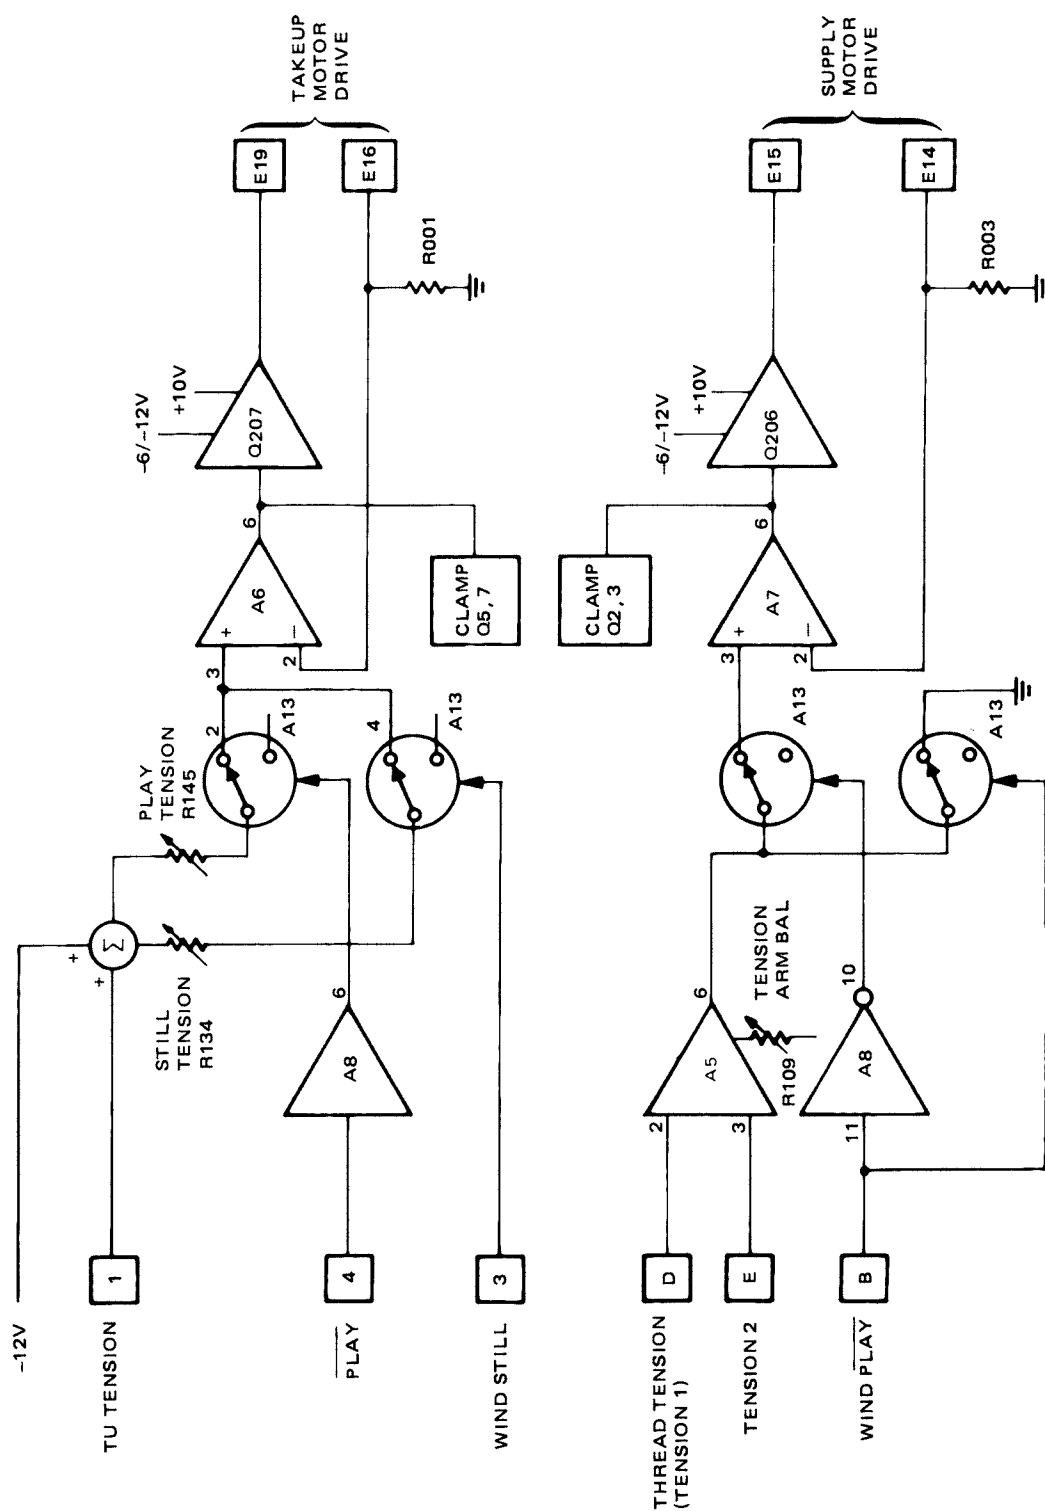 -12V
TU TENSION
1
+
+
Σ
STILL
TENSION
R134
PLAY
TENSION
R145
PLAY
4
A8
6
WIND STILL
3
2
A13
4
A13
3
2
+
−
A6
6
CLAMP
Q5, 7
-6/-12V
+10V
Q207
R001
E19
E16
TAKEUP
MOTOR
DRIVE
THREAD TENSION
(TENSION 1)
D
TENSION 2
E
WIND PLAY
B
2
3
A5
6
R109
TENSION
ARM BAL
11
A8
10
A13
A13
3
2
+
−
A7
6
CLAMP
Q2, 3
-6/-12V
+10V
Q206
R003
E15
E14
SUPPLY
MOTOR
DRIVE